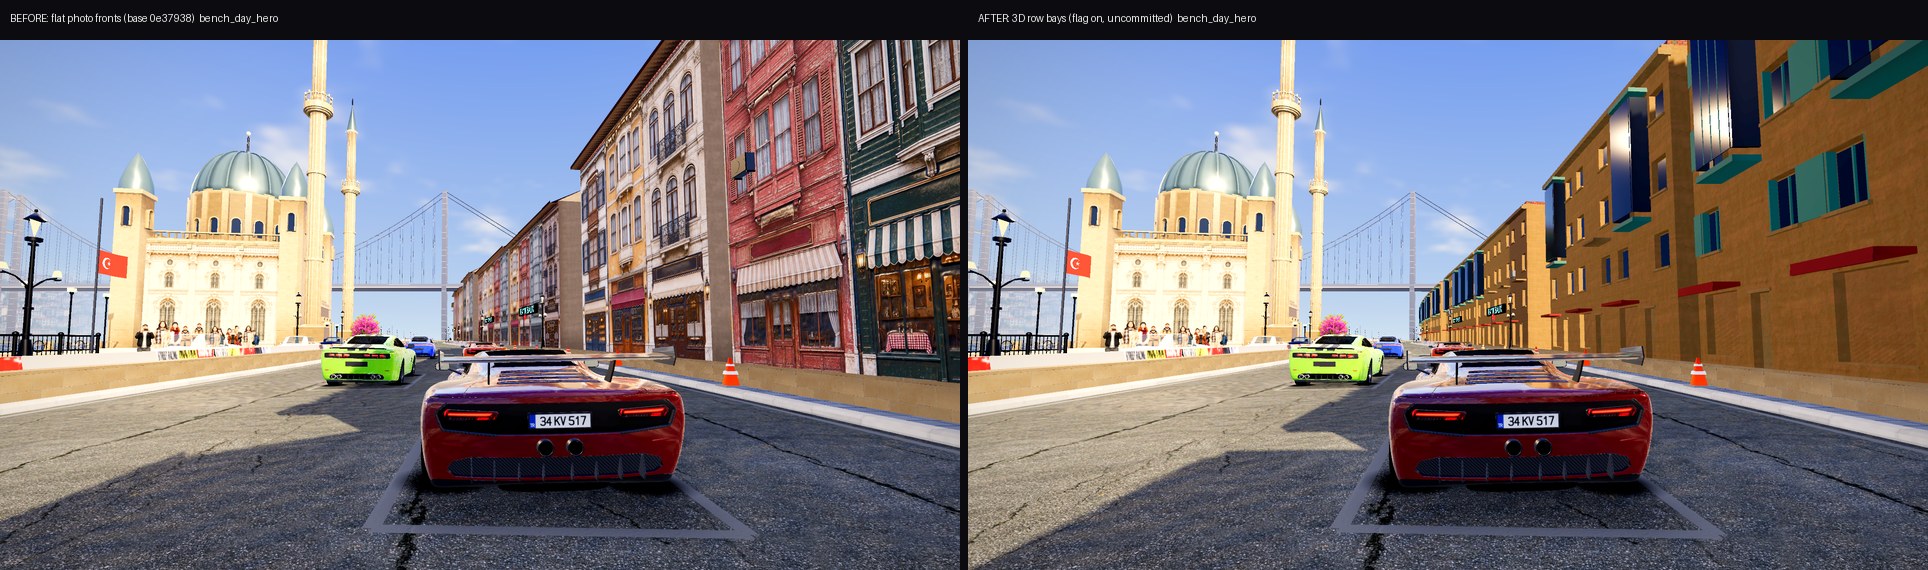 BEFORE: flat photo fronts (base 0e37938) bench_day_hero
AFTER: 3D row bays (flag on, uncommitted) bench_day_hero
34 KV 517
34 KV 517